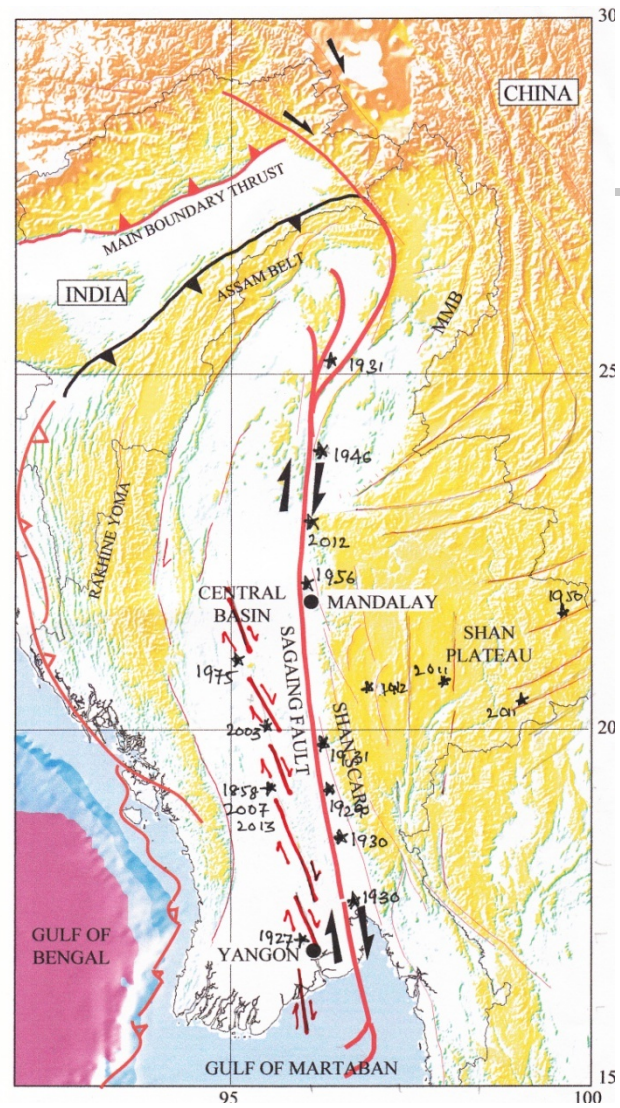 30
CHINA
MAIN BOUNDARY THRUST
ASSAM BELT
INDIA
MMB
1931
25
1946
RAKHINE YOMA
2012
1956
CENTRAL
BASIN
MANDALAY
1950
SHAN
PLATEAU
1975
SAGAING FAULT
2011
1912
2011
2003
20
SHAN SCARP
1931
1858
2007
2013
1930
1930
GULF OF
BENGAL
1927
YANGON
GULF OF MARTABAN
15
95
100